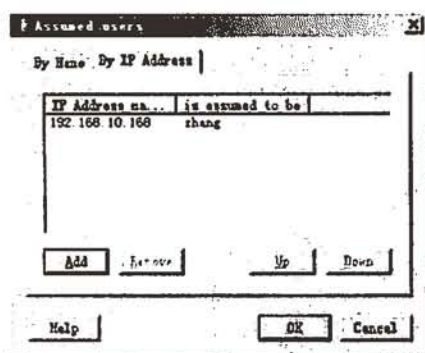 Assumed users
By Name By IP Address
IP Address na... is assumed to be
192.168.10.168 zhang
Add Remove Up Down
Help OK Cancel